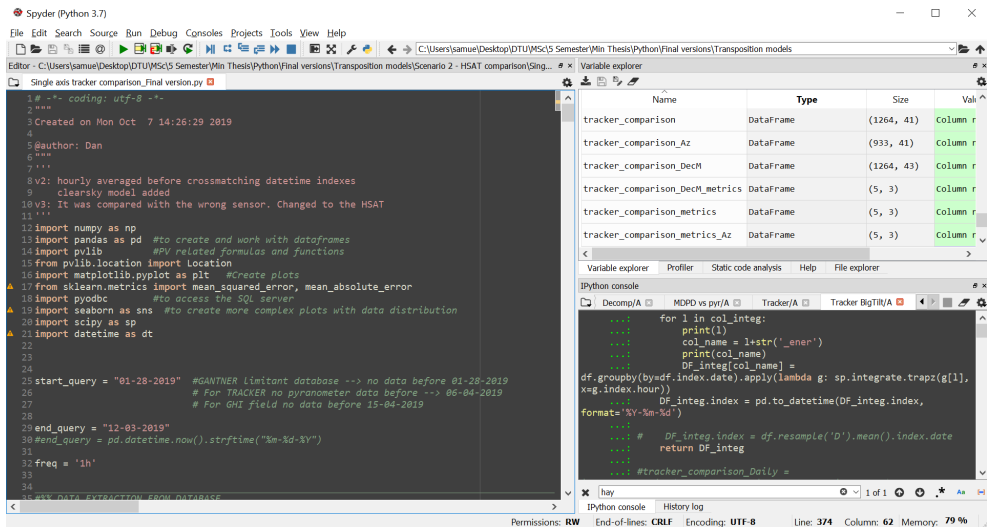 Spyder (Python 3.7)
File Edit Search Source Run Debug Consoles Projects Tools View Help
C:\Users\samue\Desktop\DTU\MSc\5 Semester\Min Thesis\Python\Final versions\Transposition models
Editor - C:\Users\samue\Desktop\DTU\MSc\5 Semester\Min Thesis\Python\Final versions\Transposition models\Scenario 2 - HSAT comparison\Sing...
Single axis tracker comparison_Final version.py
1 # -*- coding: utf-8 -*-
2 """
3 Created on Mon Oct  7 14:26:29 2019
4
5 @author: Dan
6 """
7 '''
8 v2: hourly averaged before crossmatching datetime indexes
9     clearsky model added
10 v3: It was compared with the wrong sensor. Changed to the HSAT
11 '''
12 import numpy as np
13 import pandas as pd  #to create and work with dataframes
14 import pvlib         #PV related formulas and functions
15 from pvlib.location import Location
16 import matplotlib.pyplot as plt   #Create plots
17 from sklearn.metrics import mean_squared_error, mean_absolute_error
18 import pyodbc        #to access the SQL server
19 import seaborn as sns  #to create more complex plots with data distribution
20 import scipy as sp
21 import datetime as dt
22
23
24
25 start_query = "01-28-2019"  #GANTNER Limitant database --> no data before 01-28-2019
26                             # For TRACKER no pyranometer data before --> 06-04-2019
27                             # For GHI field no data before 15-04-2019
28
29 end_query = "12-03-2019"
30 #end_query = pd.datetime.now().strftime("%m-%d-%Y")
31
32 freq = '1h'
33
34
35 #%% DATA EXTRACTION FROM DATABASE
Variable explorer
Name Type Size Valu
tracker_comparison DataFrame (1264, 41) Column n
tracker_comparison_Az DataFrame (933, 41) Column n
tracker_comparison_DecM DataFrame (1264, 43) Column n
tracker_comparison_DecM_metrics DataFrame (5, 3) Column n
tracker_comparison_metrics DataFrame (5, 3) Column n
tracker_comparison_metrics_Az DataFrame (5, 3) Column n
Variable explorer Profiler Static code analysis Help File explorer
IPython console
Decomp/A MDPD vs pyr/A Tracker/A Tracker BigTilt/A
...:     for l in col_integ:
...:         print(l)
...:         col_name = l+str('_ener')
...:         print(col_name)
...:         DF_integ[col_name] =
df.groupby(by=df.index.date).apply(lambda g: sp.integrate.trapz(g[l],
x=g.index.hour))
...:     DF_integ.index = pd.to_datetime(DF_integ.index,
format='%Y-%m-%d')
...:
...: #    DF_integ.index = df.resample('D').mean().index.date
...:     return DF_integ
...:
...: #tracker_comparison_Daily =
hay 1 of 1 .* Aa
IPython console History log
Permissions: RW End-of-lines: CRLF Encoding: UTF-8 Line: 374 Column: 62 Memory: 79 %